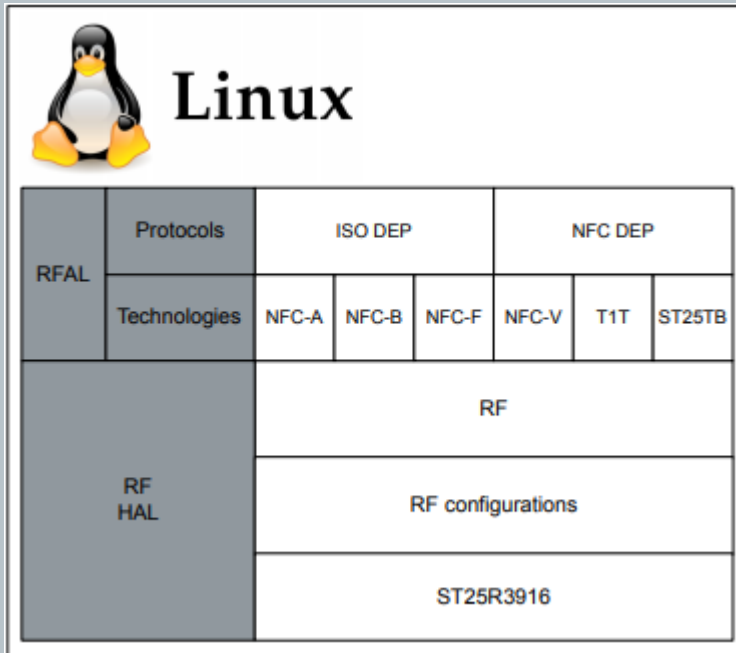 Linux
RFAL
Protocols
ISO DEP
NFC DEP
Technologies
NFC-A
NFC-B
NFC-F
NFC-V
T1T
ST25TB
RF
HAL
RF
RF configurations
ST25R3916